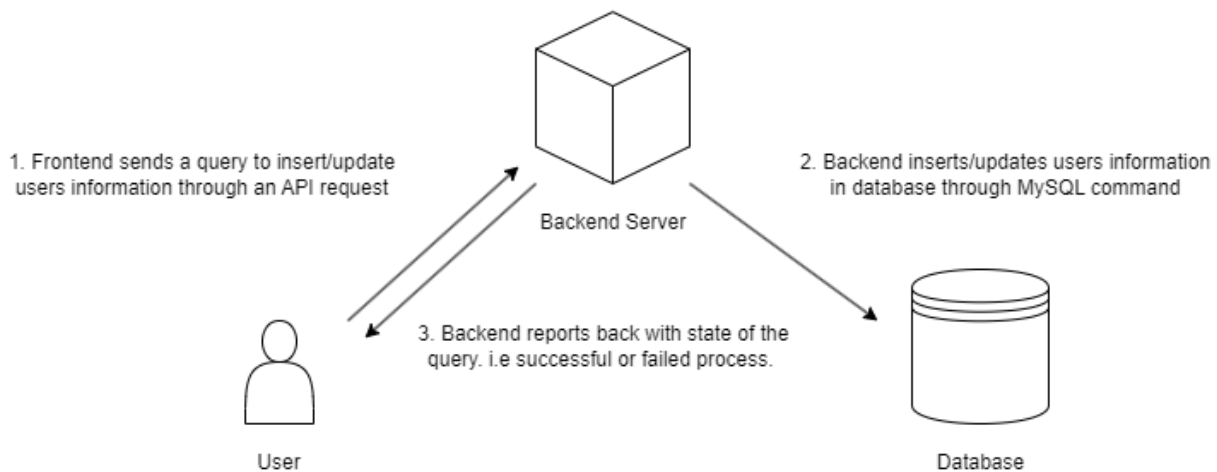 1. Frontend sends a query to insert/update
users information through an API request
2. Backend inserts/updates users information
in database through MySQL command
Backend Server
3. Backend reports back with state of the
query. i.e successful or failed process.
User
Database